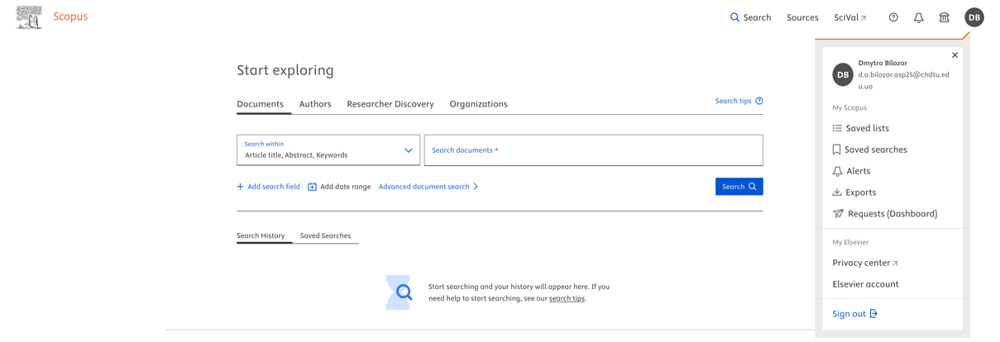 Scopus
Search Sources SciVal
DB
Start exploring
Documents Authors Researcher Discovery Organizations
Search tips
Search within
Article title, Abstract, Keywords
Search documents *
Add search field Add date range Advanced document search
Search
Search History Saved Searches
Start searching and your history will appear here. If you
need help to start searching, see our search tips.
DB
Dmytro Bilozor
d.o.bilozor.asp25@chdtu.ed
u.ua
My Scopus
Saved lists
Saved searches
Alerts
Exports
Requests (Dashboard)
My Elsevier
Privacy center
Elsevier account
Sign out